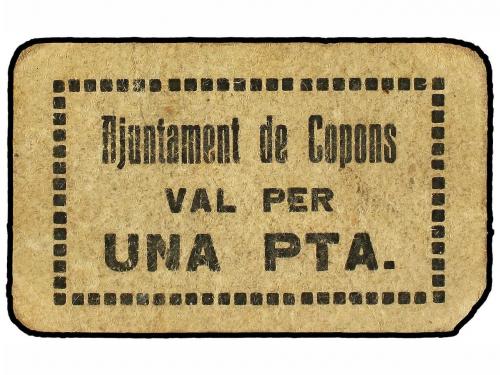 Ajuntament de Copons
VAL PER
UNA PTA.